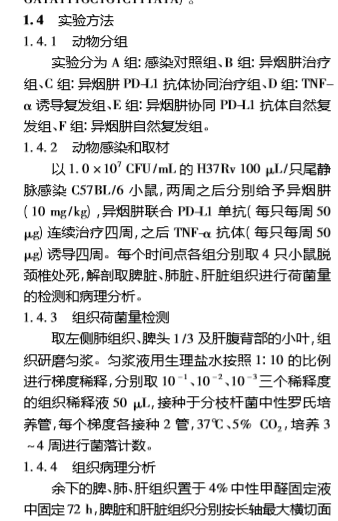 1.4 实验方法
1.4.1 动物分组
实验分为 A 组: 感染对照组、B 组: 异烟肼治疗
组、C 组: 异烟肼 PD-L1 抗体协同治疗组、D 组: TNF-
α 诱导复发组、E 组: 异烟肼协同 PD-L1 抗体自然复
发组、F 组: 异烟肼自然复发组。
1.4.2 动物感染和取材
以 1.0×10⁷ CFU/mL 的 H37Rv 100 μL/只尾静
脉感染 C57BL/6 小鼠,两周之后分别给予异烟肼
(10 mg/kg) ,异烟肼联合 PD-L1 单抗(每只每周 50
μg) 连续治疗四周,之后 TNF-α 抗体(每只每周 50
μg) 诱导四周。每个时间点各组分别取 4 只小鼠脱
颈椎处死,解剖取脾脏、肺脏、肝脏组织进行荷菌量
的检测和病理分析。
1.4.3 组织荷菌量检测
取左侧肺组织、脾头 1/3 及肝腹背部的小叶,组
织研磨匀浆。匀浆液用生理盐水按照 1:10 的比例
进行梯度稀释,分别取 10⁻¹、10⁻²、10⁻³三个稀释度
的组织稀释液 50 μL,接种于分枝杆菌中性罗氏培
养管,每个梯度各接种 2 管,37℃、5% CO₂,培养 3
~4 周进行菌落计数。
1.4.4 组织病理分析
余下的脾、肺、肝组织置于 4% 中性甲醛固定液
中固定 72 h,脾脏和肝脏组织分别按长轴最大横切面